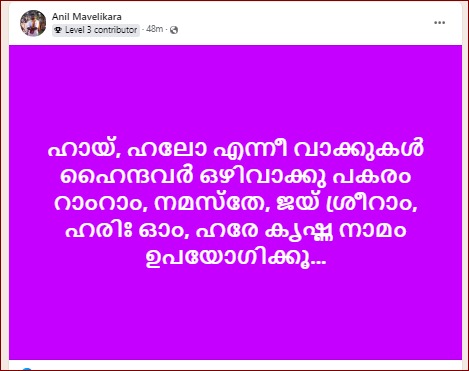 Anil Mavelikara
Level 3 contributor · 48m ·
ഹായ്, ഹലോ എന്നീ വാക്കുകൾ
ഹൈന്ദവർ ഒഴിവാക്കു പകരം
റാംറാം, നമസ്തേ, ജയ് ശ്രീറാം,
ഹരിഃ ഓം, ഹരേ കൃഷ്ണ നാമം
ഉപയോഗിക്കൂ...